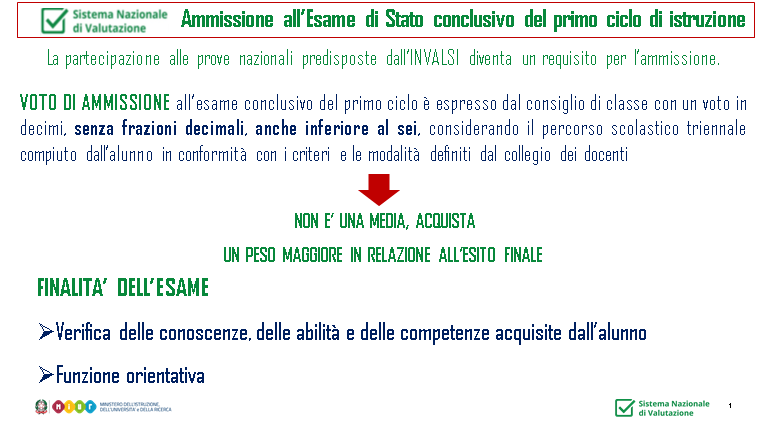 Sistema Nazionale
di Valutazione
Ammissione all'Esame di Stato conclusivo del primo ciclo di istruzione
La partecipazione alle prove nazionali predisposte dall'INVALSI diventa un requisito per l'ammissione.
VOTO DI AMMISSIONE all'esame conclusivo del primo ciclo è espresso dal consiglio di classe con un voto in
decimi, senza frazioni decimali, anche inferiore al sei, considerando il percorso scolastico triennale
compiuto dall'alunno in conformità con i criteri e le modalità definiti dal collegio dei docenti
NON E' UNA MEDIA, ACQUISTA
UN PESO MAGGIORE IN RELAZIONE ALL'ESITO FINALE
FINALITA' DELL'ESAME
Verifica delle conoscenze, delle abilità e delle competenze acquisite dall'alunno
Funzione orientativa
MIUR
MINISTERO DELL'ISTRUZIONE,
DELL'UNIVERSITA' e DELLA RICERCA
Sistema Nazionale
di Valutazione
1